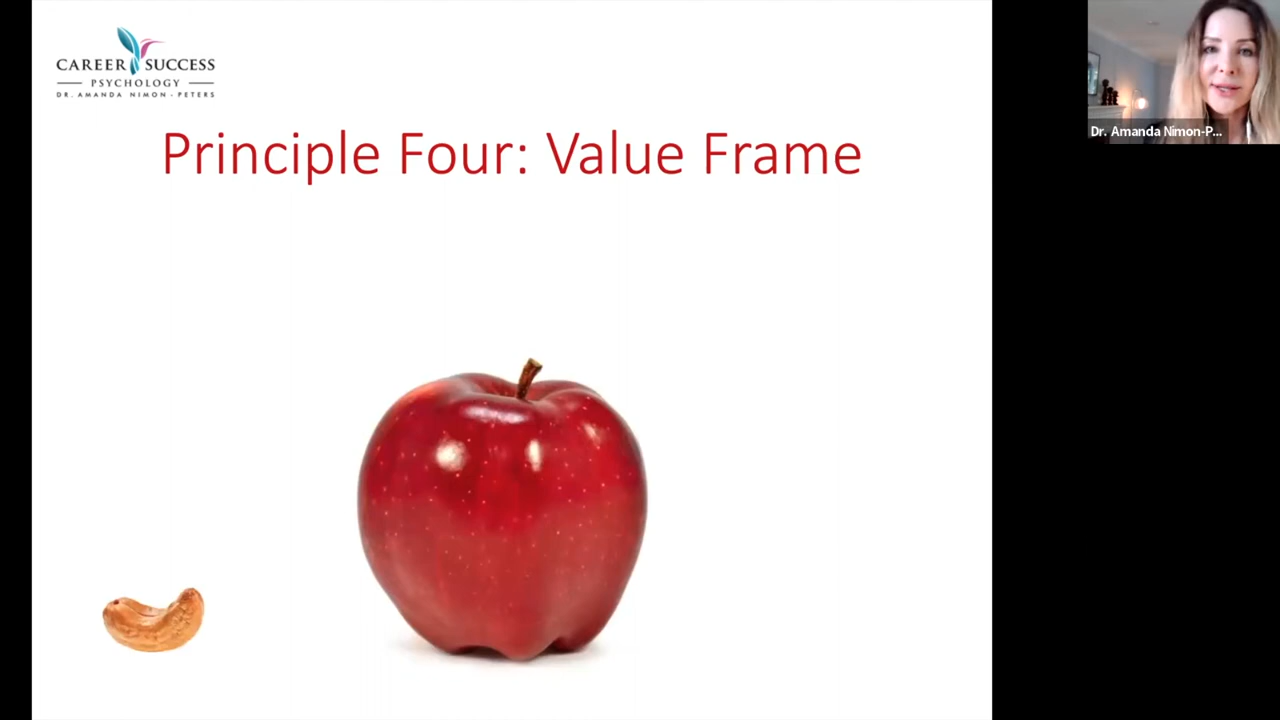 CAREER SUCCESS
PSYCHOLOGY
DR. AMANDA NIMON-PETERS
Principle Four: Value Frame
Dr. Amanda Nimon-P...